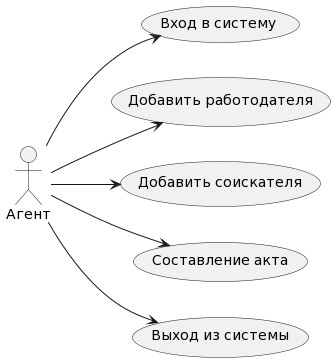 Вход в систему
Добавить работодателя
Добавить соискателя
Агент
Составление акта
Выход из системы